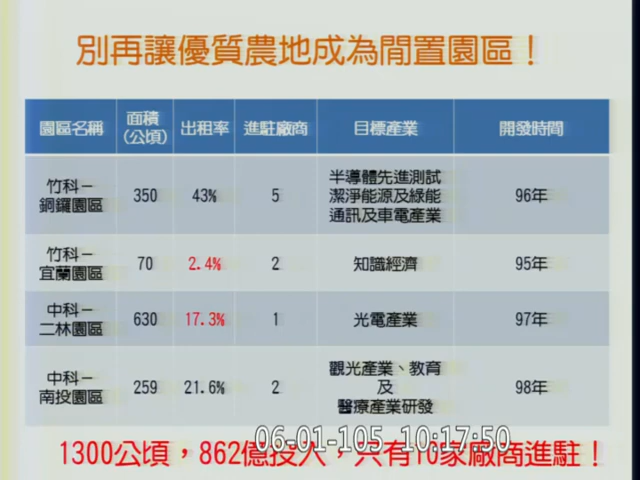 別再讓優質農地成為閒置園區！
園區名稱 面積(公頃) 出租率 進駐廠商 目標產業 開發時間
竹科－銅鑼園區 350 43% 5 半導體先進測試 潔淨能源及綠能 通訊及車電產業 96年
竹科－宜蘭園區 70 2.4% 2 知識經濟 95年
中科－二林園區 630 17.3% 1 光電產業 97年
中科－南投園區 259 21.6% 2 觀光產業、教育及醫療產業研發 98年
06-01-105 10:17:50
1300公頃，862億投入，只有10家廠商進駐！